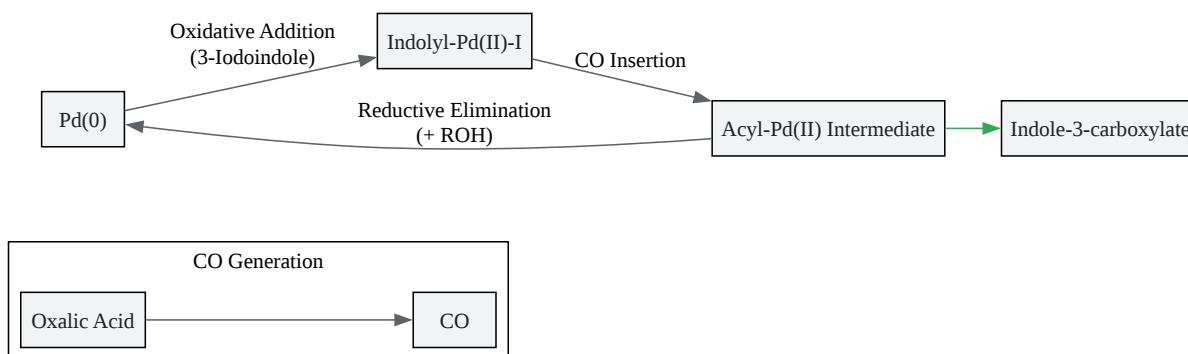 Oxidative Addition
(3-Iodoindole)
Indolyl-Pd(II)-I
CO Insertion
Pd(0)
Reductive Elimination
(+ ROH)
Acyl-Pd(II) Intermediate
Indole-3-carboxylate
CO Generation
Oxalic Acid
CO